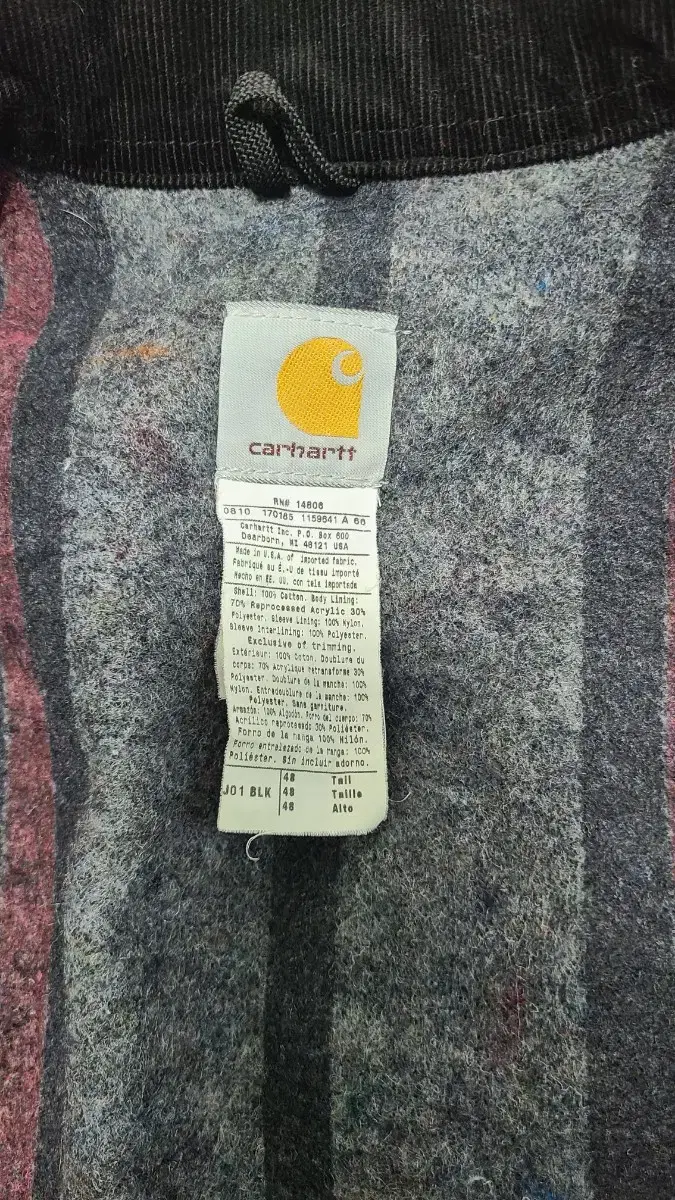 carhartt
RN# 14806
0810 170185 1159641 A 66
Carhartt Inc. P.O. Box 600
Dearborn, MI 48121 USA
Made in U.S.A. of imported fabric.
Fabriqué au É.-U de tissu importé
Hecho en EE. UU. con tela importada
Shell: 100% Cotton. Body Lining:
70% Reprocessed Acrylic 30%
Polyester. Sleeve Lining: 100% Nylon.
Sleeve Interlining: 100% Polyester.
Exclusive of trimming.
Extérieur: 100% Coton. Doublure du
corps: 70% Acrylique retransforme 30%
Polyester. Doublure de la manche: 100%
Nylon. Entredoublure de la manche: 100%
Polyester. Sans garniture.
Armazón: 100% Algodón. Forro del cuerpo: 70%
Acrílico reprocesado 30% Poliéster.
Forro de la manga 100% Nilón.
Forro entrelazado de la manga: 100%
Poliéster. Sin incluir adorno.
48 Tall
J01 BLK 48 Taille
48 Alto